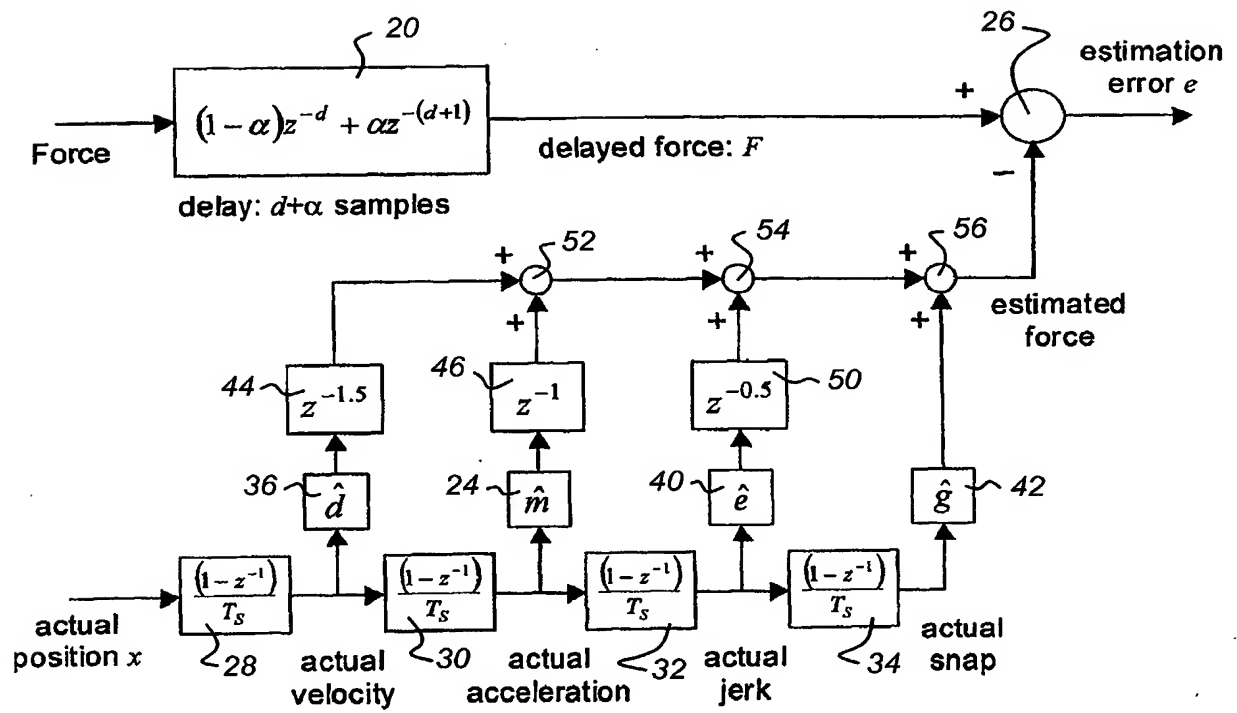 20
26
estimation
error e
(1-α)z^{-d} + αz^{-(d+1)}
+
Force
delayed force: F
delay: d+α samples
−
52
54
56
+
+
+
+
+
+
estimated
force
44
z^{-1.5}
46
z^{-1}
z^{-0.5}
50
36
d̂
24
m̂
40
ê
ĝ
42
(1-z^{-1})
T_S
(1-z^{-1})
T_S
(1-z^{-1})
T_S
(1-z^{-1})
T_S
actual
position x
28
actual
velocity
30
actual
acceleration
32
actual
jerk
34
actual
snap